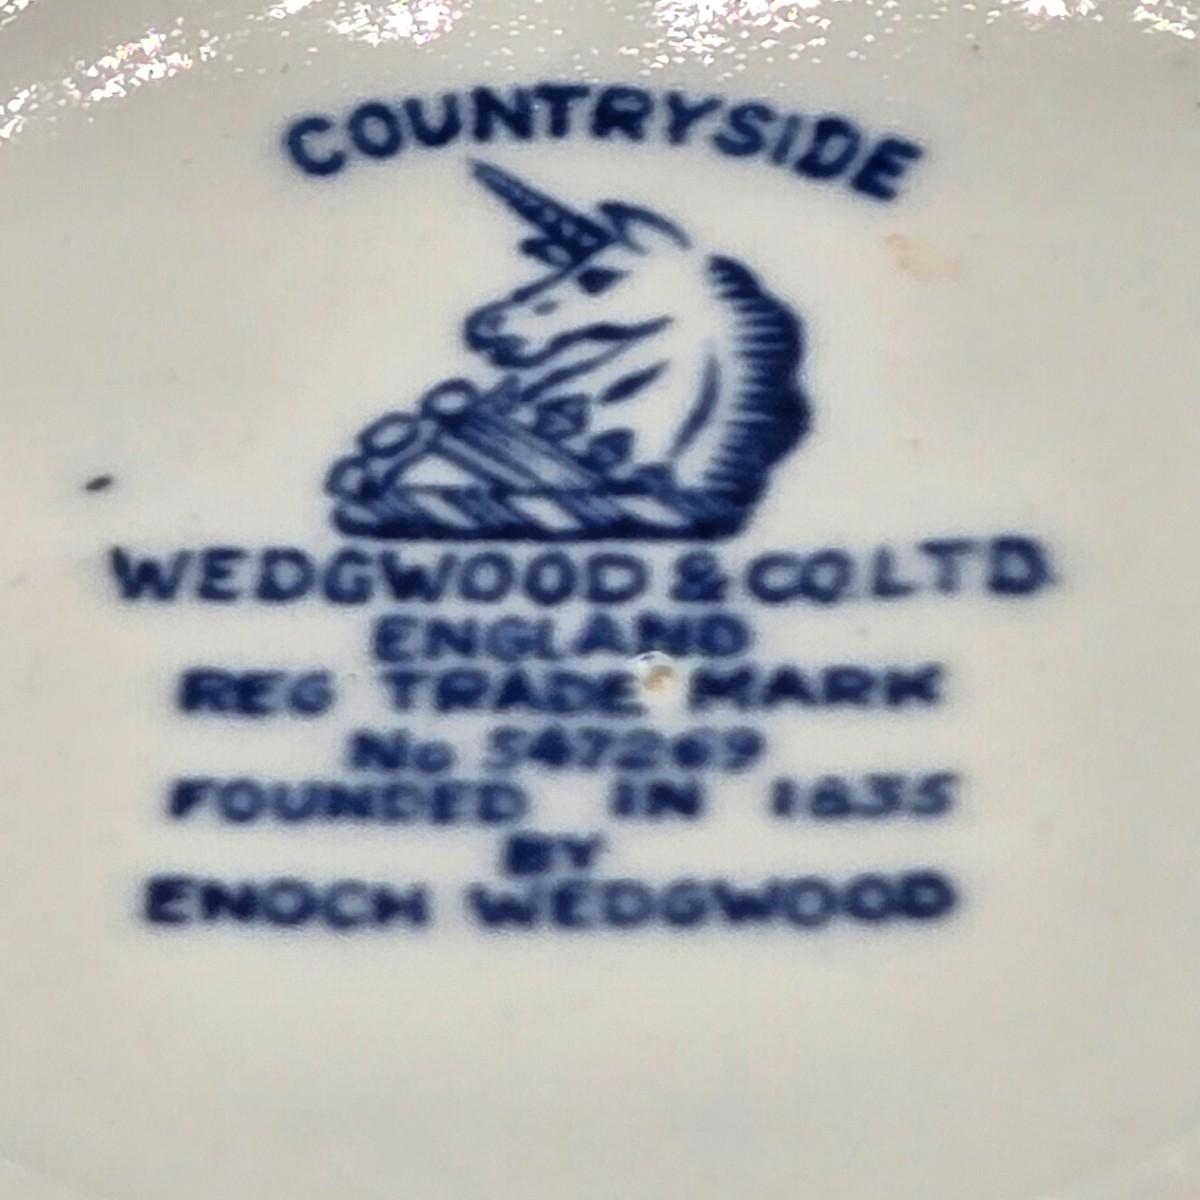 COUNTRYSIDE
WEDGWOOD & CO. LTD.
ENGLAND
REG TRADE MARK
No 547269
FOUNDED IN 1835
BY
ENOCH WEDGWOOD